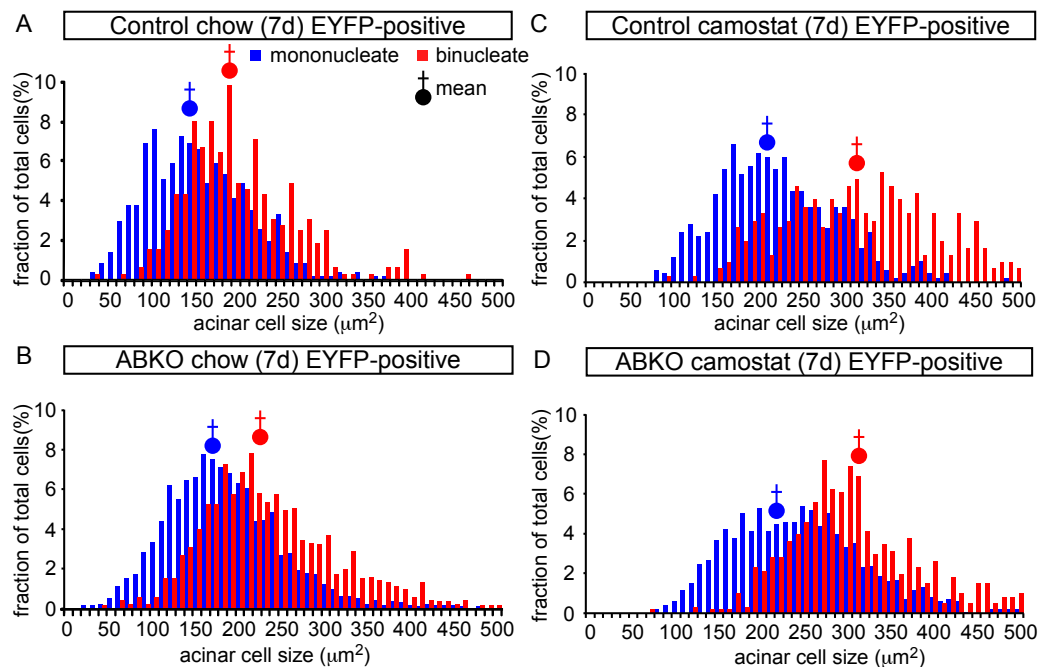 A
Control chow (7d) EYFP-positive
mononucleate binucleate
mean
fraction of total cells(%)
10
8
6
4
2
0
0 50 100 150 200 250 300 350 400 450 500
acinar cell size (μm²)
B
ABKO chow (7d) EYFP-positive
fraction of total cells(%)
10
8
6
4
2
0
0 50 100 150 200 250 300 350 400 450 500
acinar cell size (μm²)
C
Control camostat (7d) EYFP-positive
fraction of total cells(%)
10
8
6
4
2
0
0 50 100 150 200 250 300 350 400 450 500
acinar cell size (μm²)
D
ABKO camostat (7d) EYFP-positive
fraction of total cells(%)
10
8
6
4
2
0
0 50 100 150 200 250 300 350 400 450 500
acinar cell size (μm²)